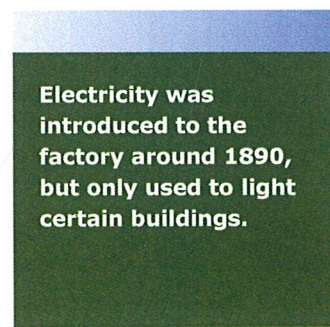 Electricity was
introduced to the
factory around 1890,
but only used to light
certain buildings.